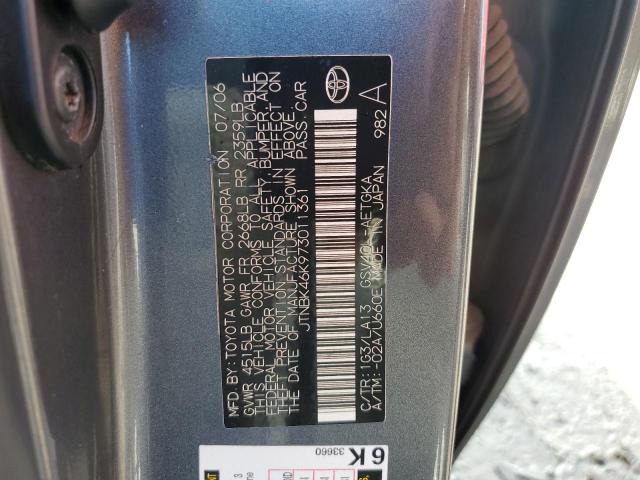 MFD.BY:TOYOTA MOTOR CORPORATION 07/06
GVWR 4515LB GAWR FR 2668LB RR 2359LB
THIS VEHICLE CONFORMS TO ALL APPLICABLE
FEDERAL MOTOR VEHICLE SAFETY, BUMPER,AND
THEFT PREVENTION STANDARDS IN EFFECT ON
THE DATE OF MANUFACTURE SHOWN ABOVE.
JTNBK46K973011361 PASS.CAR
C/TR:1G3/LA13 -AETGKA
A/TM:-02A/U660E MADE IN JAPAN 982 A
6K
33660